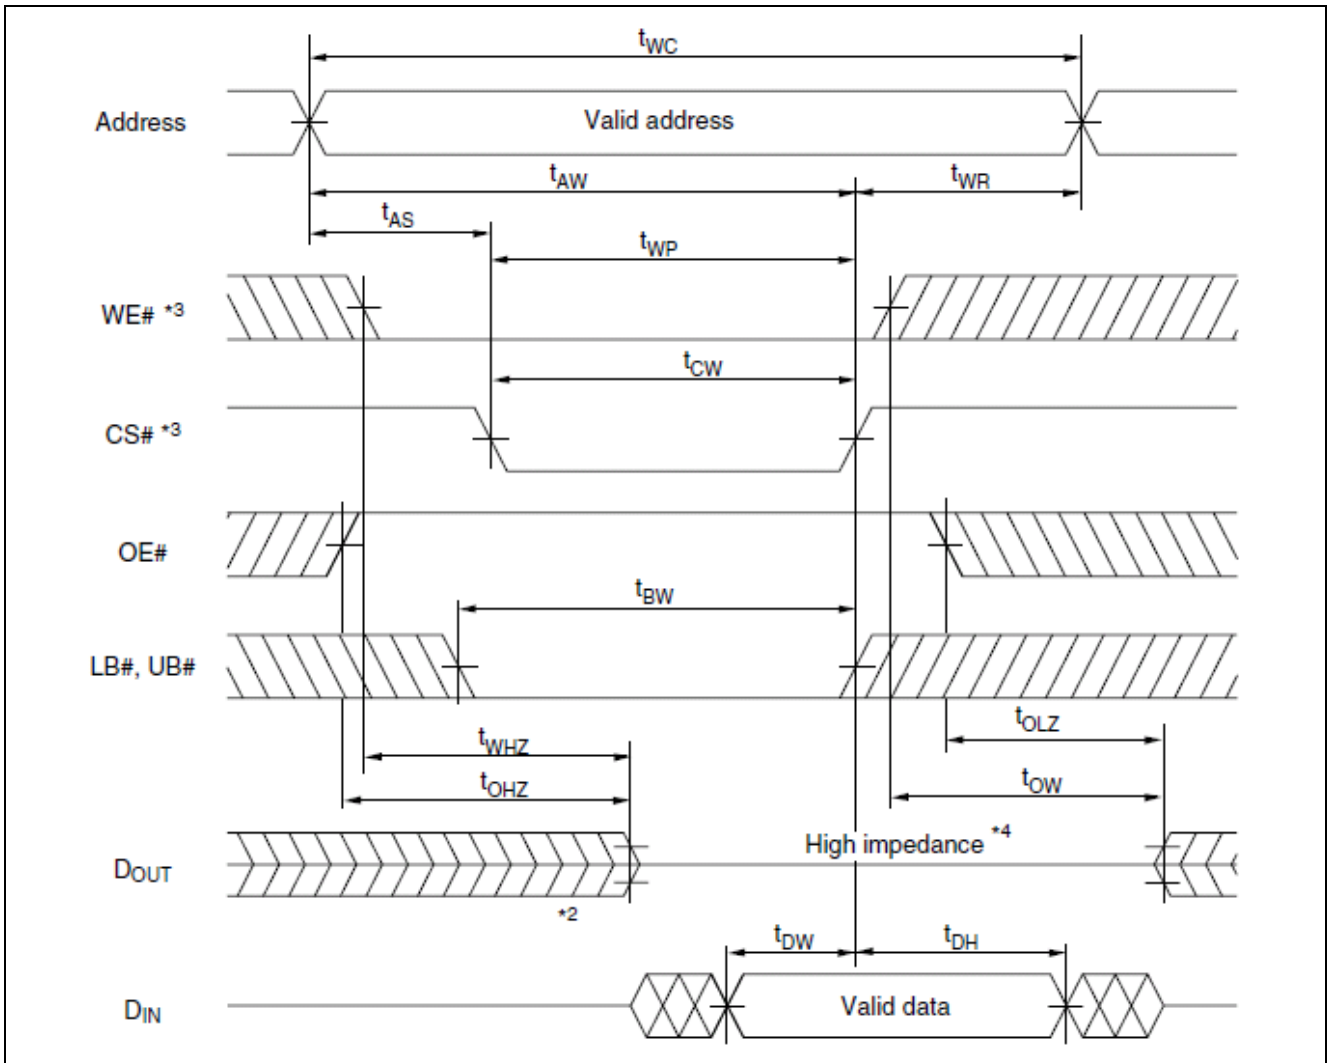 tWC
Address
Valid address
tAW
tWR
tAS
tWP
WE# *3
tCW
CS# *3
OE#
tBW
LB#, UB#
tOLZ
tWHZ
tOHZ
tOW
High impedance *4
DOUT
*2
tDW
tDH
DIN
Valid data